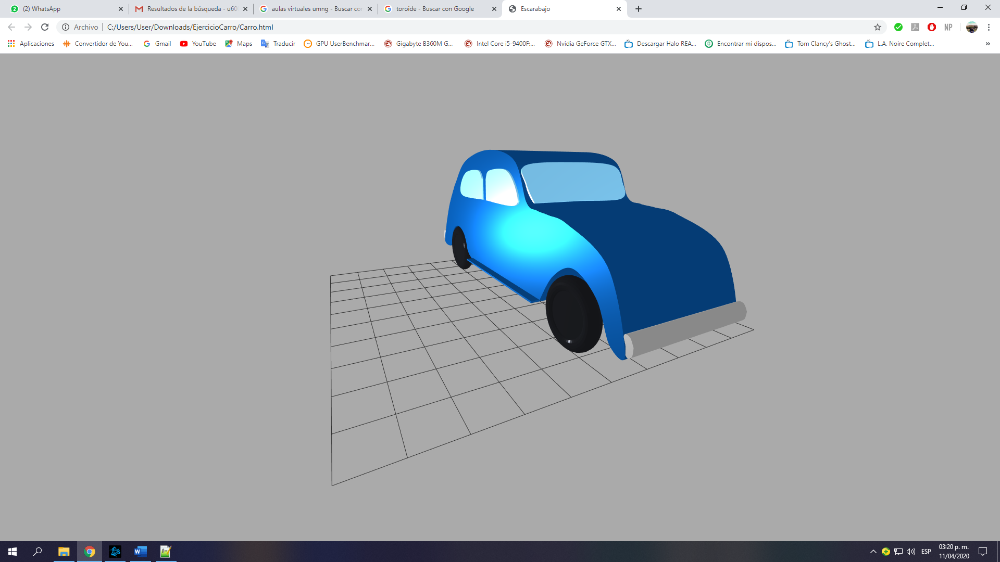 (2) WhatsApp
Resultados de la búsqueda - u60
aulas virtuales umng - Buscar con
toroide - Buscar con Google
Escarabajo
Archivo
C:/Users/User/Downloads/EjercicioCarro/Carro.html
NP
Aplicaciones
Convertidor de You...
Gmail
YouTube
Maps
Traducir
GPU UserBenchmar...
Gigabyte B360M G...
Intel Core i5-9400F:...
Nvidia GeForce GTX...
Descargar Halo REA...
Encontrar mi dispos...
Tom Clancy's Ghost...
L.A. Noire Complet...
»
ESP
03:20 p. m.
11/04/2020